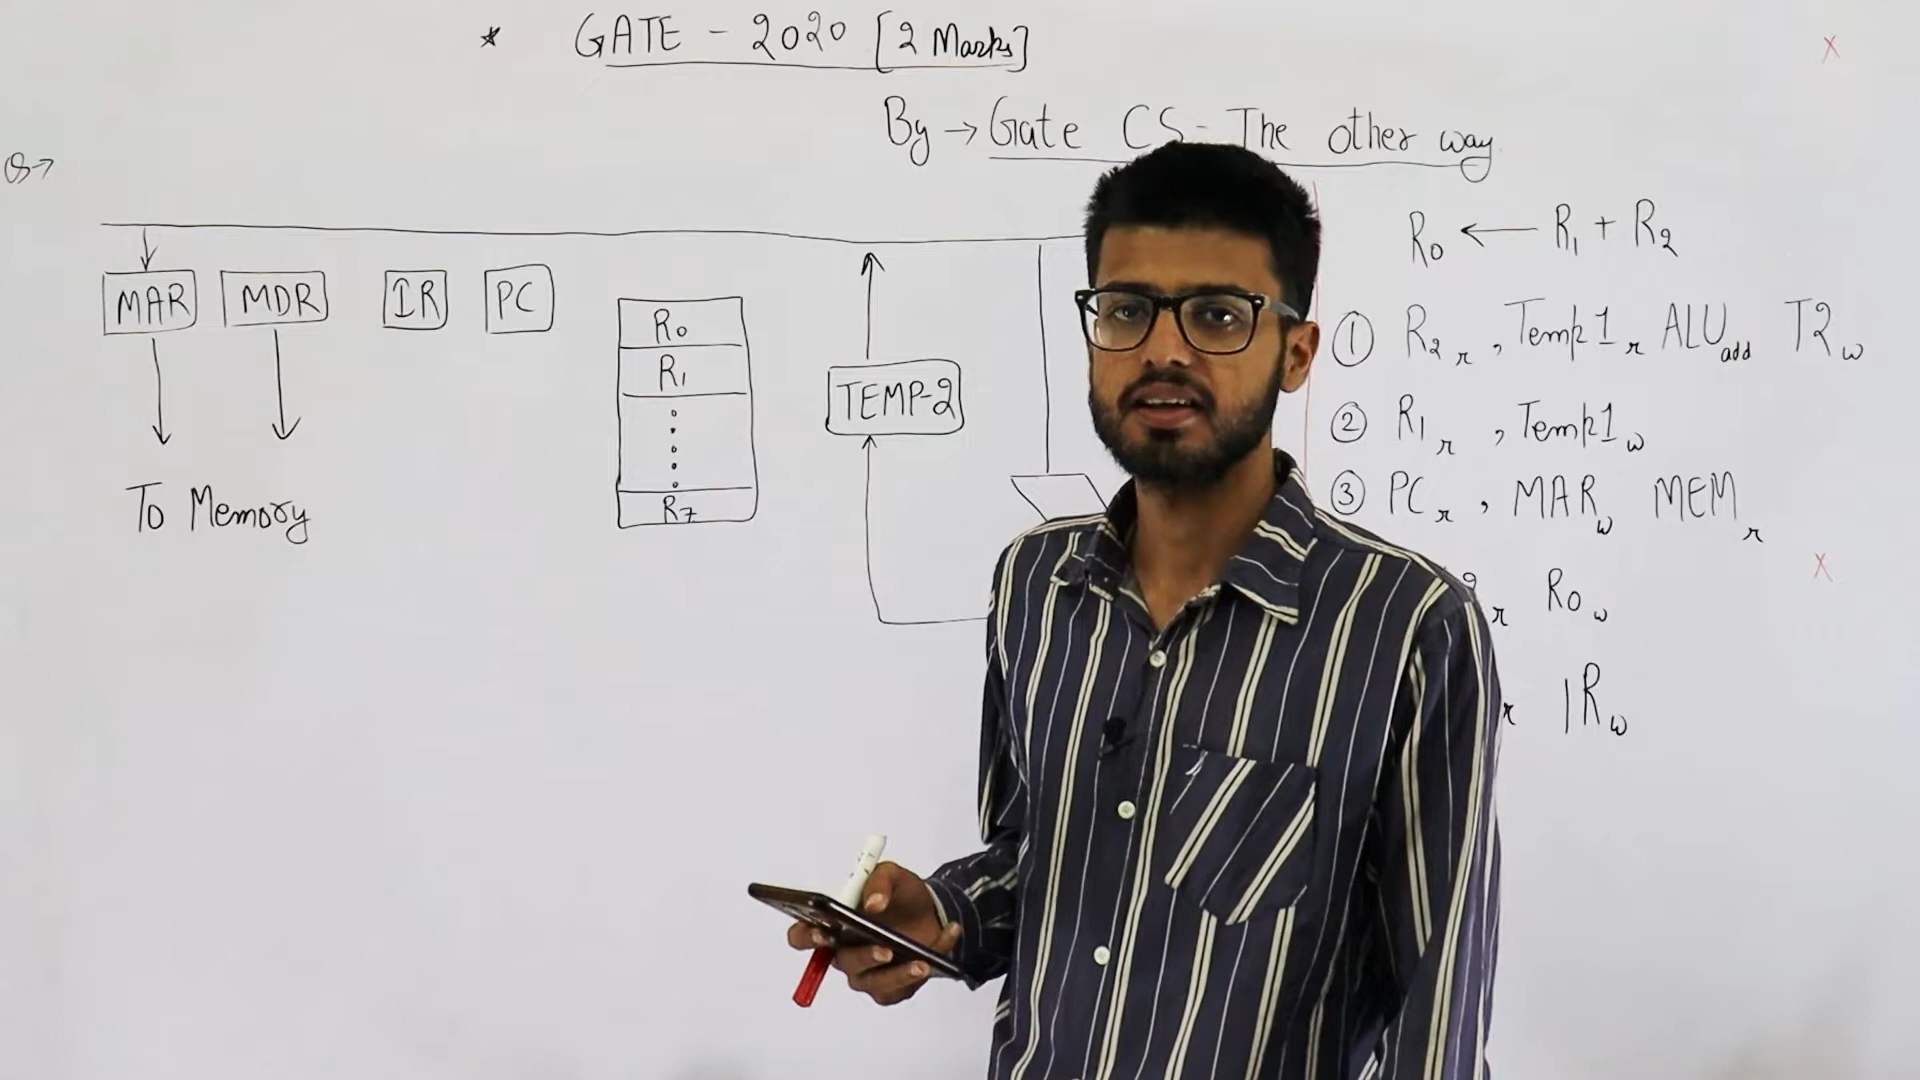 * GATE - 2020 [2 Marks]
By → Gate CS - The other way
Q→
MAR MDR IR PC
R0
R1
R7
TEMP-2
To Memory
R0 ← R1 + R2
① R2r, Temp1r ALUadd T2w
② R1r, Temp1w
③ PCr, MARw MEMr
r R0w
r IRw